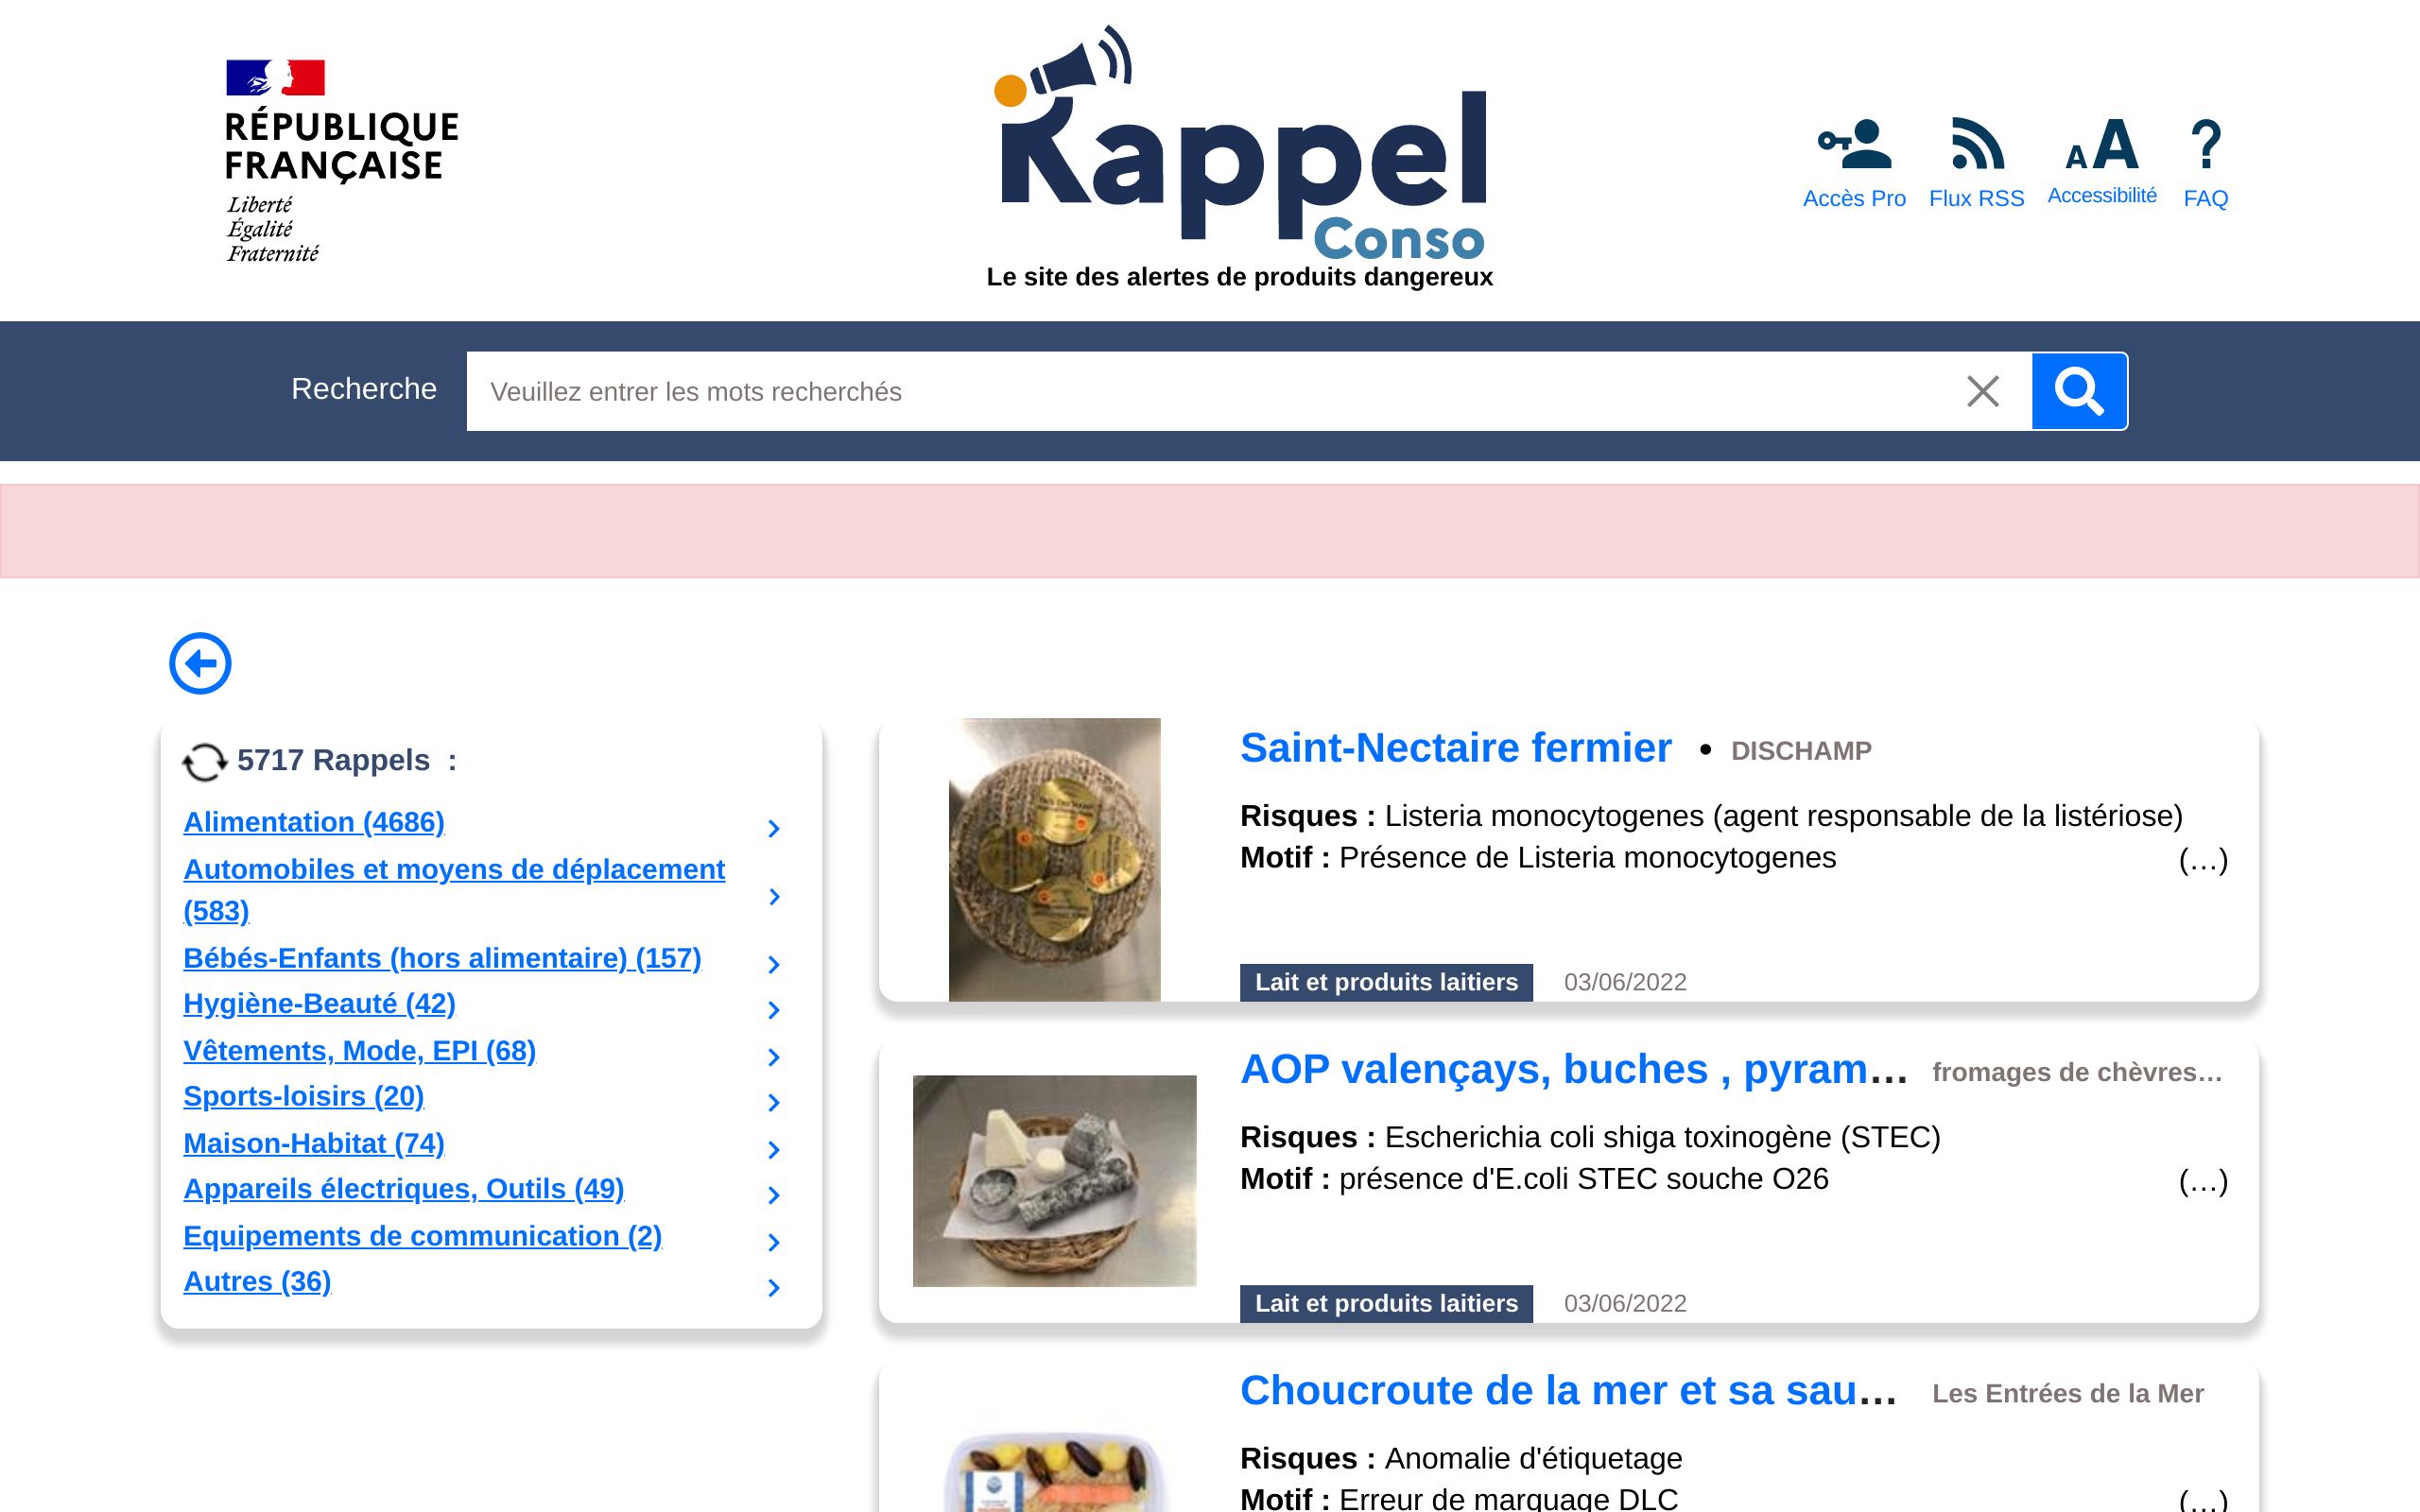 RÉPUBLIQUE
FRANÇAISE
Liberté
Égalité
Fraternité
Rappel
Conso
Le site des alertes de produits dangereux
Accès Pro
Flux RSS
AA
Accessibilité
?
FAQ
Recherche
Veuillez entrer les mots recherchés
5717 Rappels :
Alimentation (4686)
Automobiles et moyens de déplacement
(583)
Bébés-Enfants (hors alimentaire) (157)
Hygiène-Beauté (42)
Vêtements, Mode, EPI (68)
Sports-loisirs (20)
Maison-Habitat (74)
Appareils électriques, Outils (49)
Equipements de communication (2)
Autres (36)
Saint-Nectaire fermier • DISCHAMP
Risques : Listeria monocytogenes (agent responsable de la listériose)
Motif : Présence de Listeria monocytogenes (…)
Lait et produits laitiers 03/06/2022
AOP valençays, buches , pyram… fromages de chèvres…
Risques : Escherichia coli shiga toxinogène (STEC)
Motif : présence d'E.coli STEC souche O26 (…)
Lait et produits laitiers 03/06/2022
Choucroute de la mer et sa sau… Les Entrées de la Mer
Risques : Anomalie d'étiquetage
Motif : Erreur de marquage DLC (…)